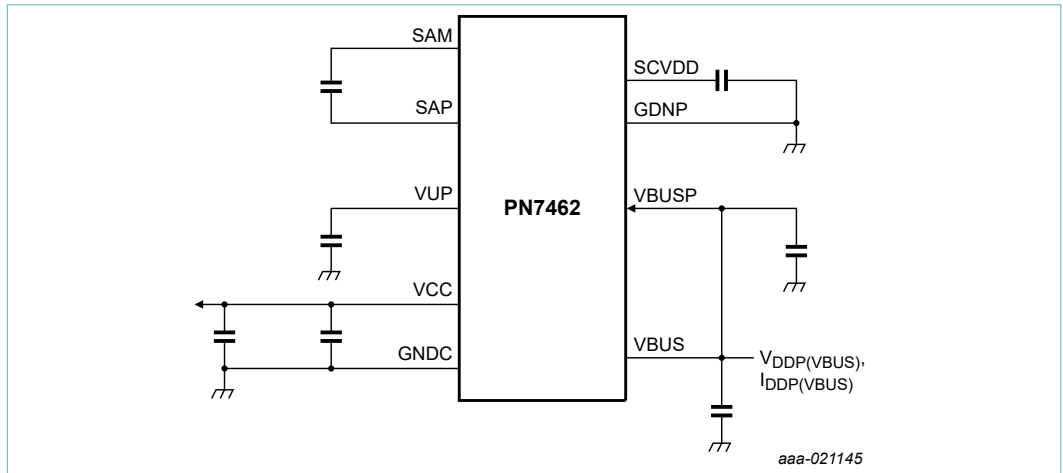 SAM
SAP
VUP
VCC
GNDC
PN7462
SCVDD
GDNP
VBUSP
VBUS
VDDP(VBUS),
IDDP(VBUS)
aaa-021145